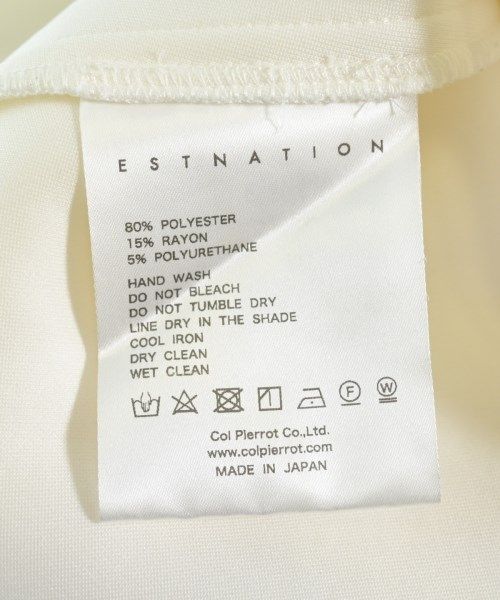 ESTNATION
80% POLYESTER
15% RAYON
5% POLYURETHANE
HAND WASH
DO NOT BLEACH
DO NOT TUMBLE DRY
LINE DRY IN THE SHADE
COOL IRON
DRY CLEAN
WET CLEAN
F W
Col Pierrot Co.,Ltd.
www.colpierrot.com
MADE IN JAPAN